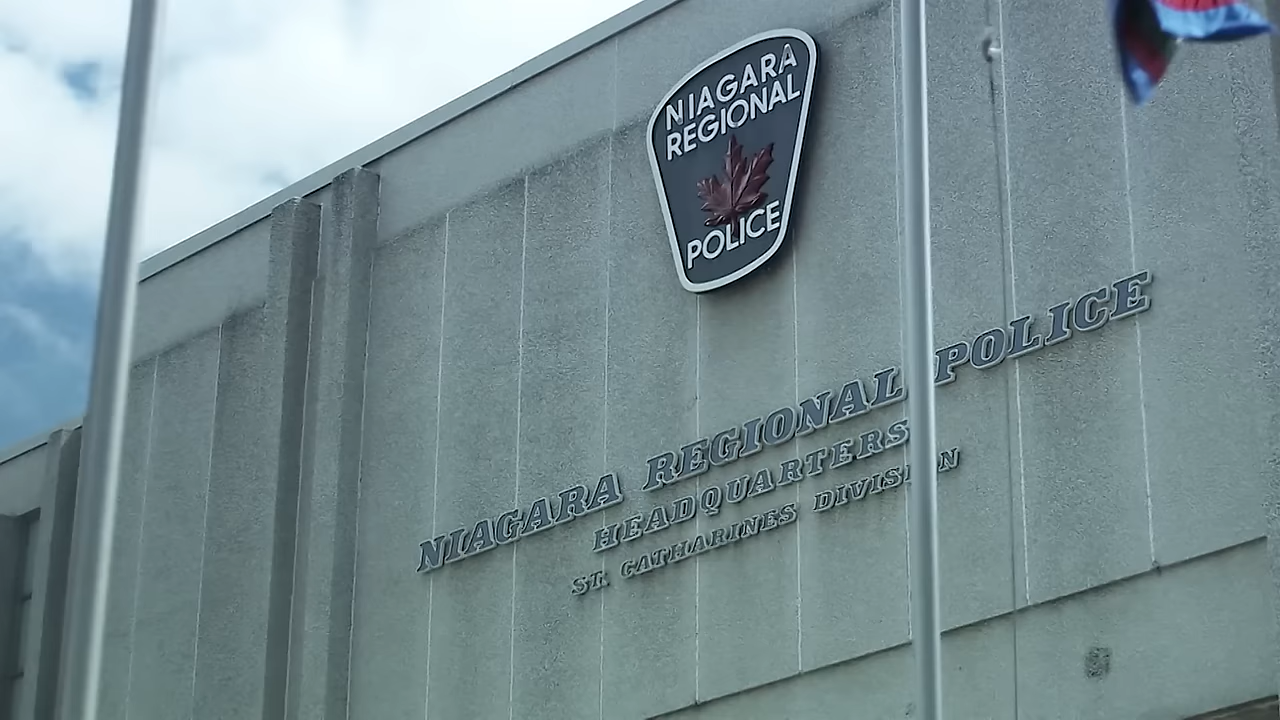 NIAGARA
REGIONAL
POLICE
NIAGARA REGIONAL POLICE
HEADQUARTERS
ST. CATHARINES DIVISION